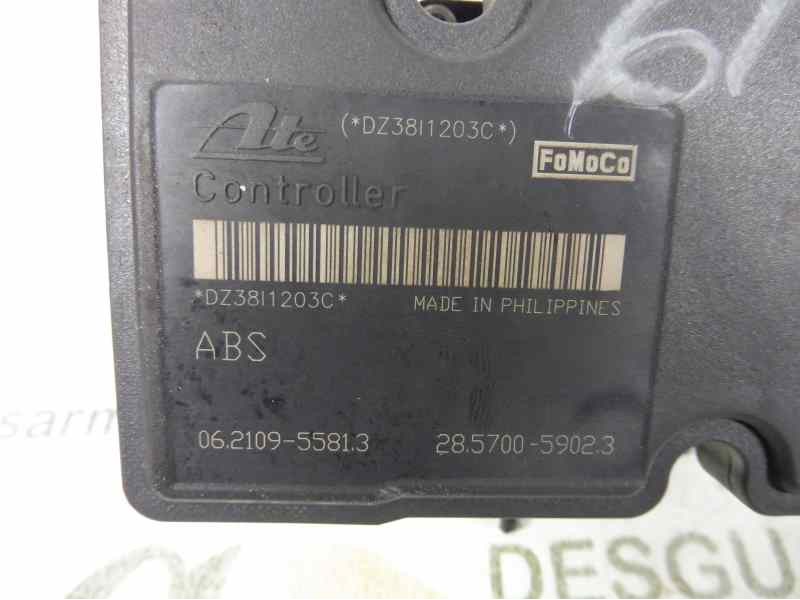 Ate (*DZ38I1203C*)
FoMoCo
Controller
*DZ38I1203C* MADE IN PHILIPPINES
ABS
06.2109-5581.3 28.5700-5902.3
DESGU